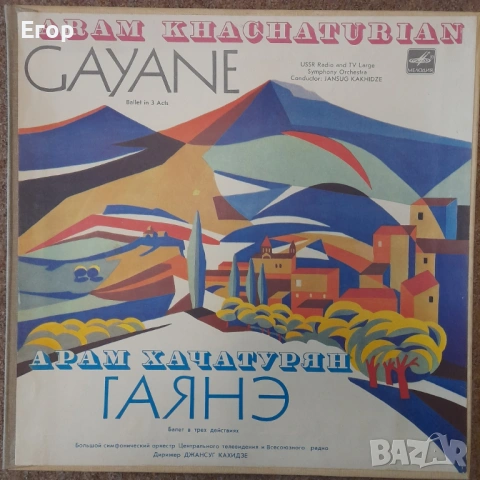 Егор
ARAM KHACHATURIAN
GAYANE
Ballet in 3 Acts
USSR Radio and TV Large
Symphony Orchestra
Conductor: JANSUG KAKHIDZE
МЕЛОДИЯ
АРАМ ХАЧАТУРЯН
ГАЯНЭ
Балет в трех действиях
Большой симфонический оркестр Центрального телевидения и Всесоюзного радио
Дирижер ДЖАНСУГ КАХИДЗЕ
BAZAR